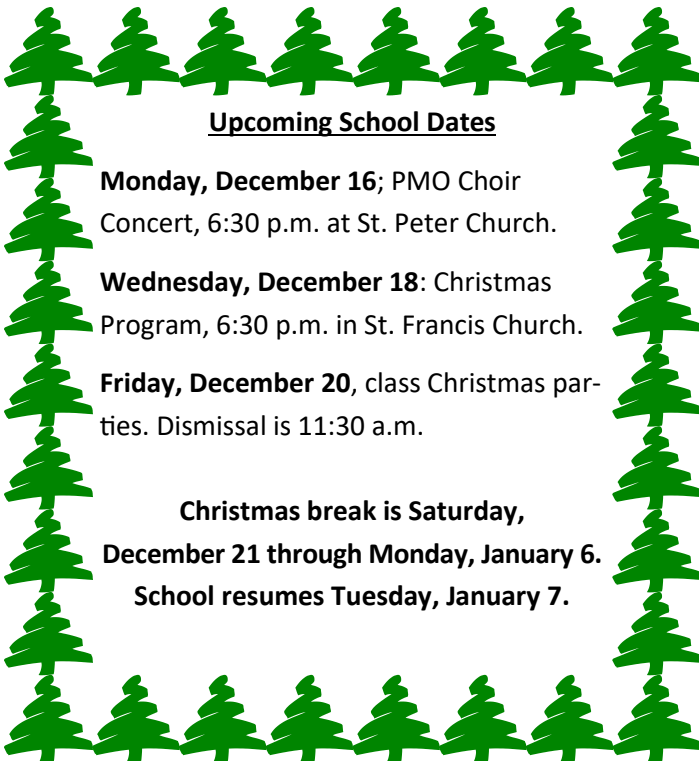 Upcoming School Dates
Monday, December 16; PMO Choir
Concert, 6:30 p.m. at St. Peter Church.
Wednesday, December 18: Christmas
Program, 6:30 p.m. in St. Francis Church.
Friday, December 20, class Christmas par-
ties. Dismissal is 11:30 a.m.
Christmas break is Saturday,
December 21 through Monday, January 6.
School resumes Tuesday, January 7.